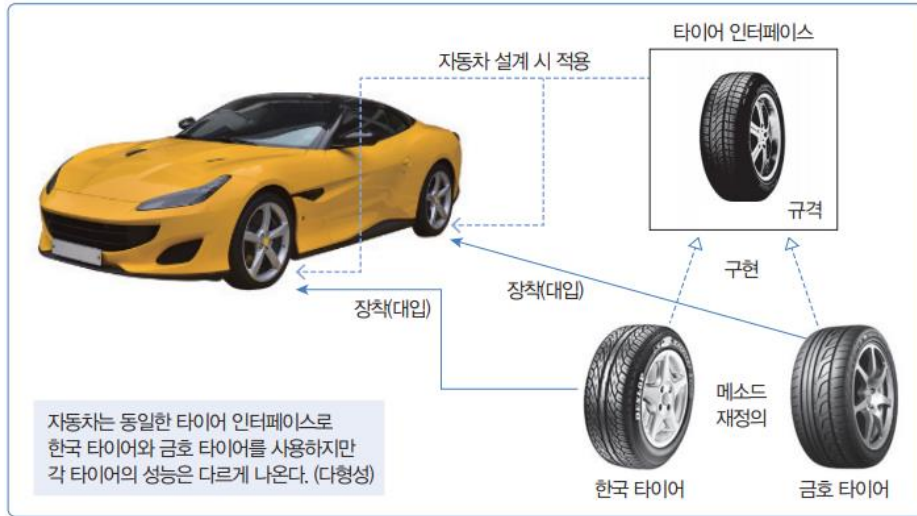 타이어 인터페이스
자동차 설계 시 적용
규격
구현
장착(대입)
장착(대입)
메소드
재정의
한국 타이어
금호 타이어
자동차는 동일한 타이어 인터페이스로
한국 타이어와 금호 타이어를 사용하지만
각 타이어의 성능은 다르게 나온다. (다형성)